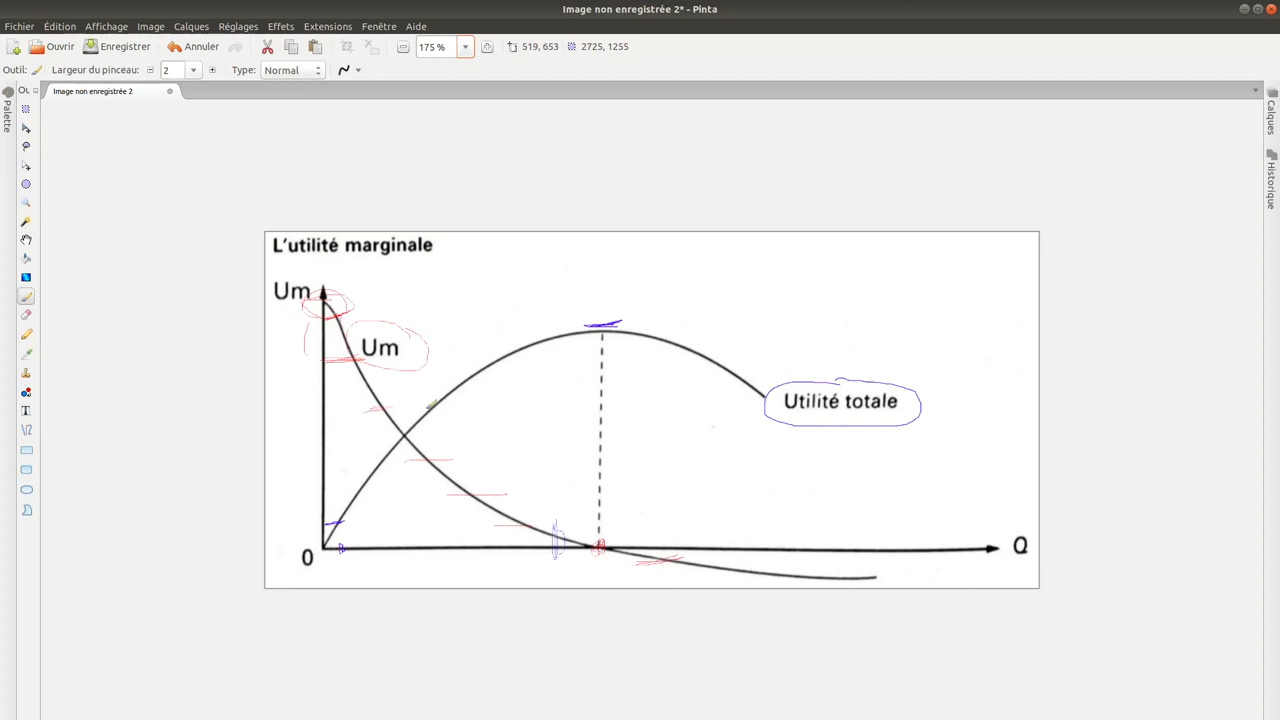 Image non enregistrée 2* - Pinta
Fichier Édition Affichage Image Calques Réglages Effets Extensions Fenêtre Aide
Ouvrir Enregistrer Annuler 175 % 519, 653 2725, 1255
Outil: Largeur du pinceau: 2 Type: Normal
Palette
Ou
Image non enregistrée 2
Calques
Historique
L'utilité marginale
Um
Um
Utilité totale
0
Q